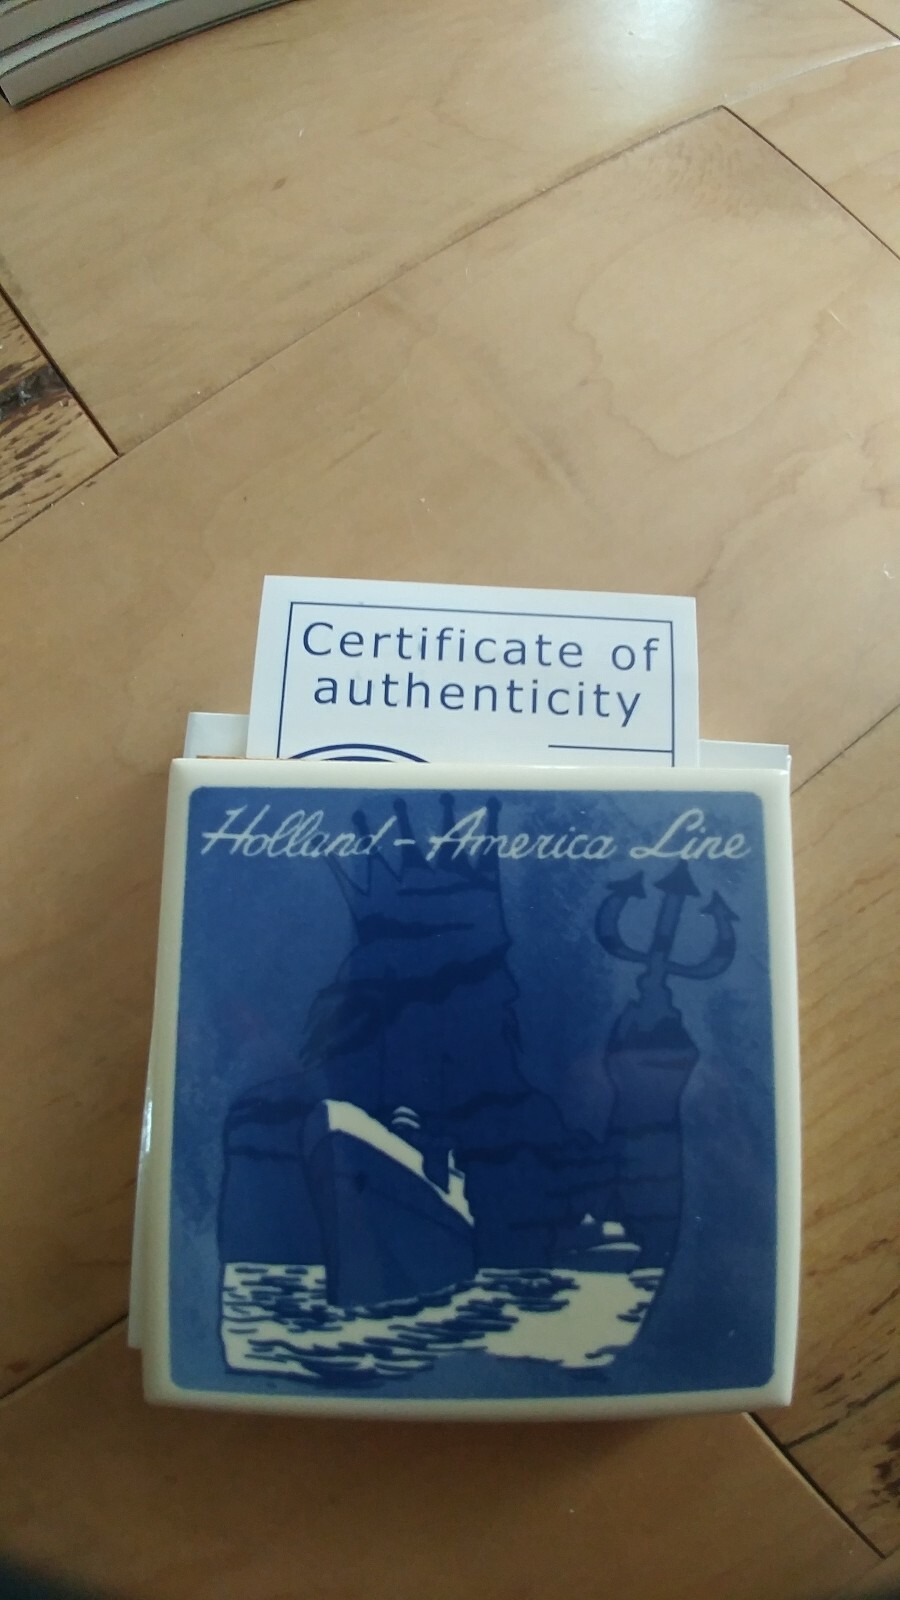 Certificate of
authenticity
Holland - America Line